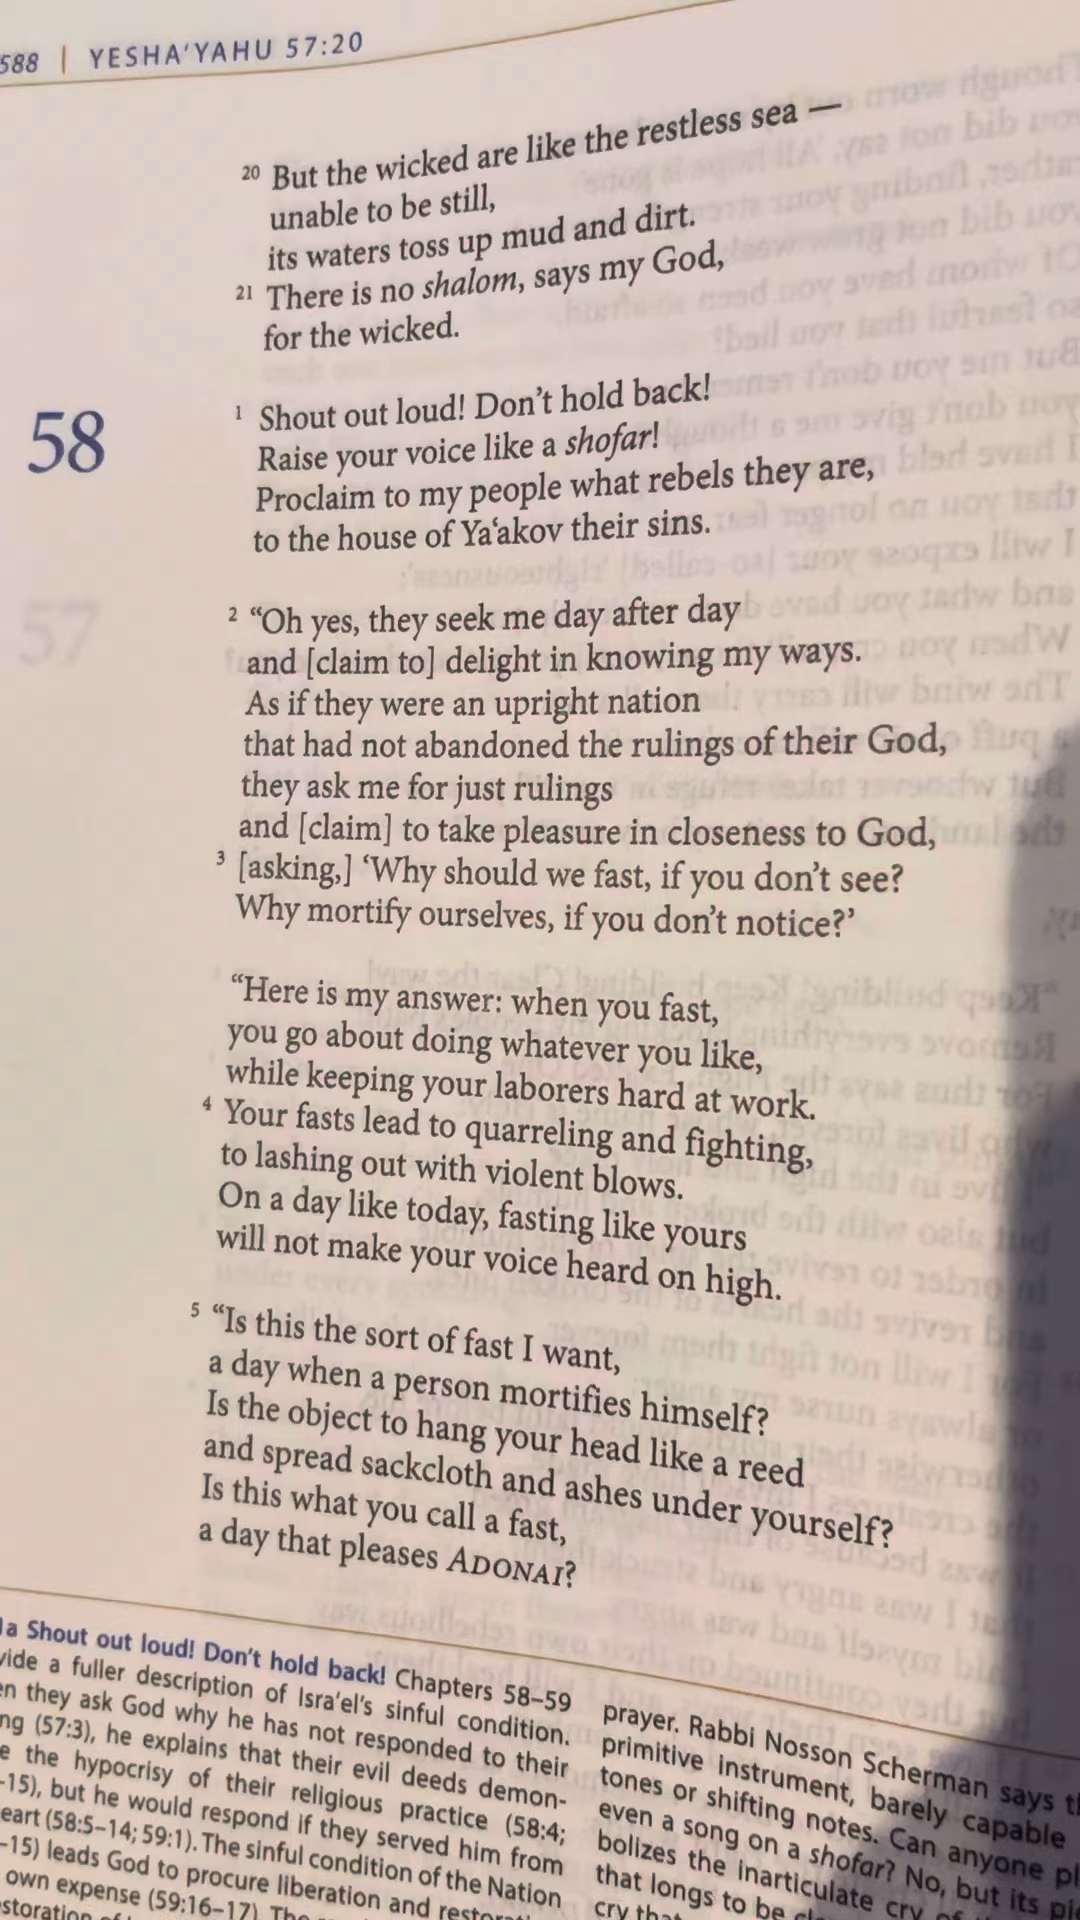 588 | YESHA'YAHU 57:20
20 But the wicked are like the restless sea —
unable to be still,
its waters toss up mud and dirt.
21 There is no shalom, says my God,
for the wicked.
58
1 Shout out loud! Don't hold back!
Raise your voice like a shofar!
Proclaim to my people what rebels they are,
to the house of Ya‘akov their sins.
2 “Oh yes, they seek me day after day
and [claim to] delight in knowing my ways.
As if they were an upright nation
that had not abandoned the rulings of their God,
they ask me for just rulings
and [claim] to take pleasure in closeness to God,
3 [asking,] ‘Why should we fast, if you don’t see?
Why mortify ourselves, if you don’t notice?’
“Here is my answer: when you fast,
you go about doing whatever you like,
while keeping your laborers hard at work.
4 Your fasts lead to quarreling and fighting,
to lashing out with violent blows.
On a day like today, fasting like yours
will not make your voice heard on high.
5 “Is this the sort of fast I want,
a day when a person mortifies himself?
Is the object to hang your head like a reed
and spread sackcloth and ashes under yourself?
Is this what you call a fast,
a day that pleases ADONAI?
Shout out loud! Don’t hold back! Chapters 58–59
a fuller description of Isra’el’s sinful condition.
they ask God why he has not responded to their
(57:3), he explains that their evil deeds demon-
the hypocrisy of their religious practice (58:4;
–15), but he would respond if they served him from
(58:5–14; 59:1). The sinful condition of the Nation
–15) leads God to procure liberation and
own expense (59:16–17). The
prayer. Rabbi Nosson Scherman says
primitive instrument, barely capable
tones or shifting notes. Can anyone
even a song on a shofar? No, but its
the inarticulate cry
that longs to be
cry